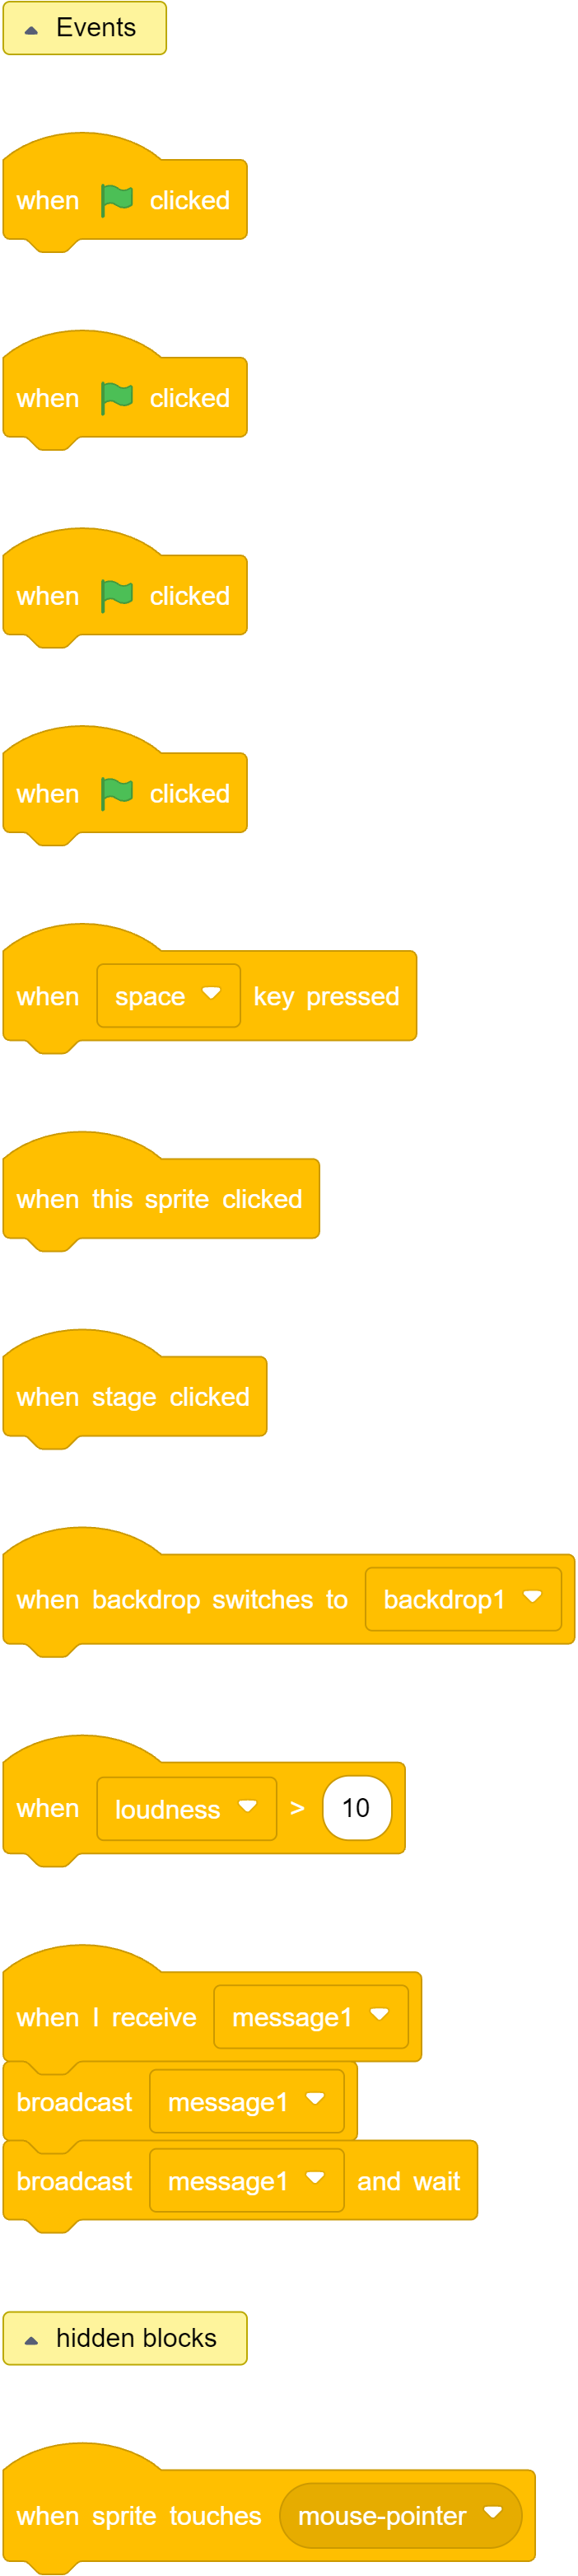 Events
when clicked
when clicked
when clicked
when clicked
when space key pressed
when this sprite clicked
when stage clicked
when backdrop switches to backdrop1
when loudness > 10
when I receive message1
broadcast message1
broadcast message1 and wait
hidden blocks
when sprite touches mouse-pointer